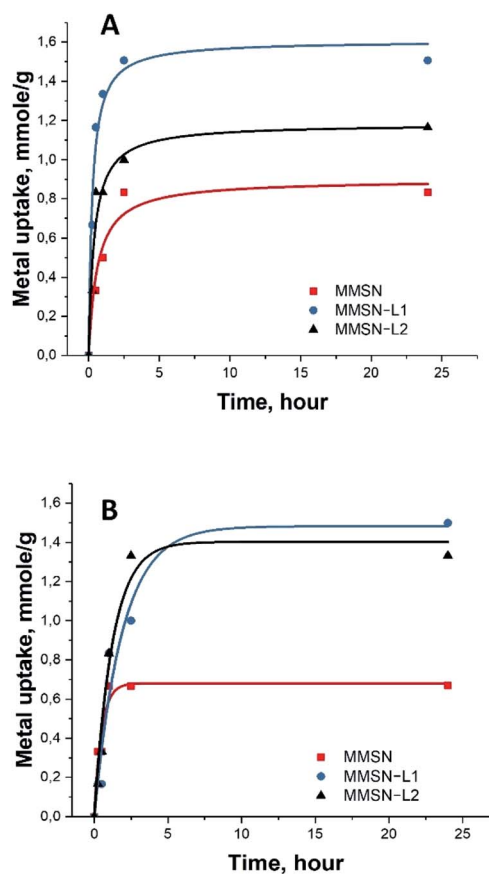 A
Metal uptake, mmole/g
1,6
1,4
1,2
1,0
0,8
0,6
0,4
0,2
0,0
MMSN
MMSN-L1
MMSN-L2
0
5
10
15
20
25
Time, hour
B
Metal uptake, mmole/g
1,6
1,4
1,2
1,0
0,8
0,6
0,4
0,2
0,0
MMSN
MMSN-L1
MMSN-L2
0
5
10
15
20
25
Time, hour